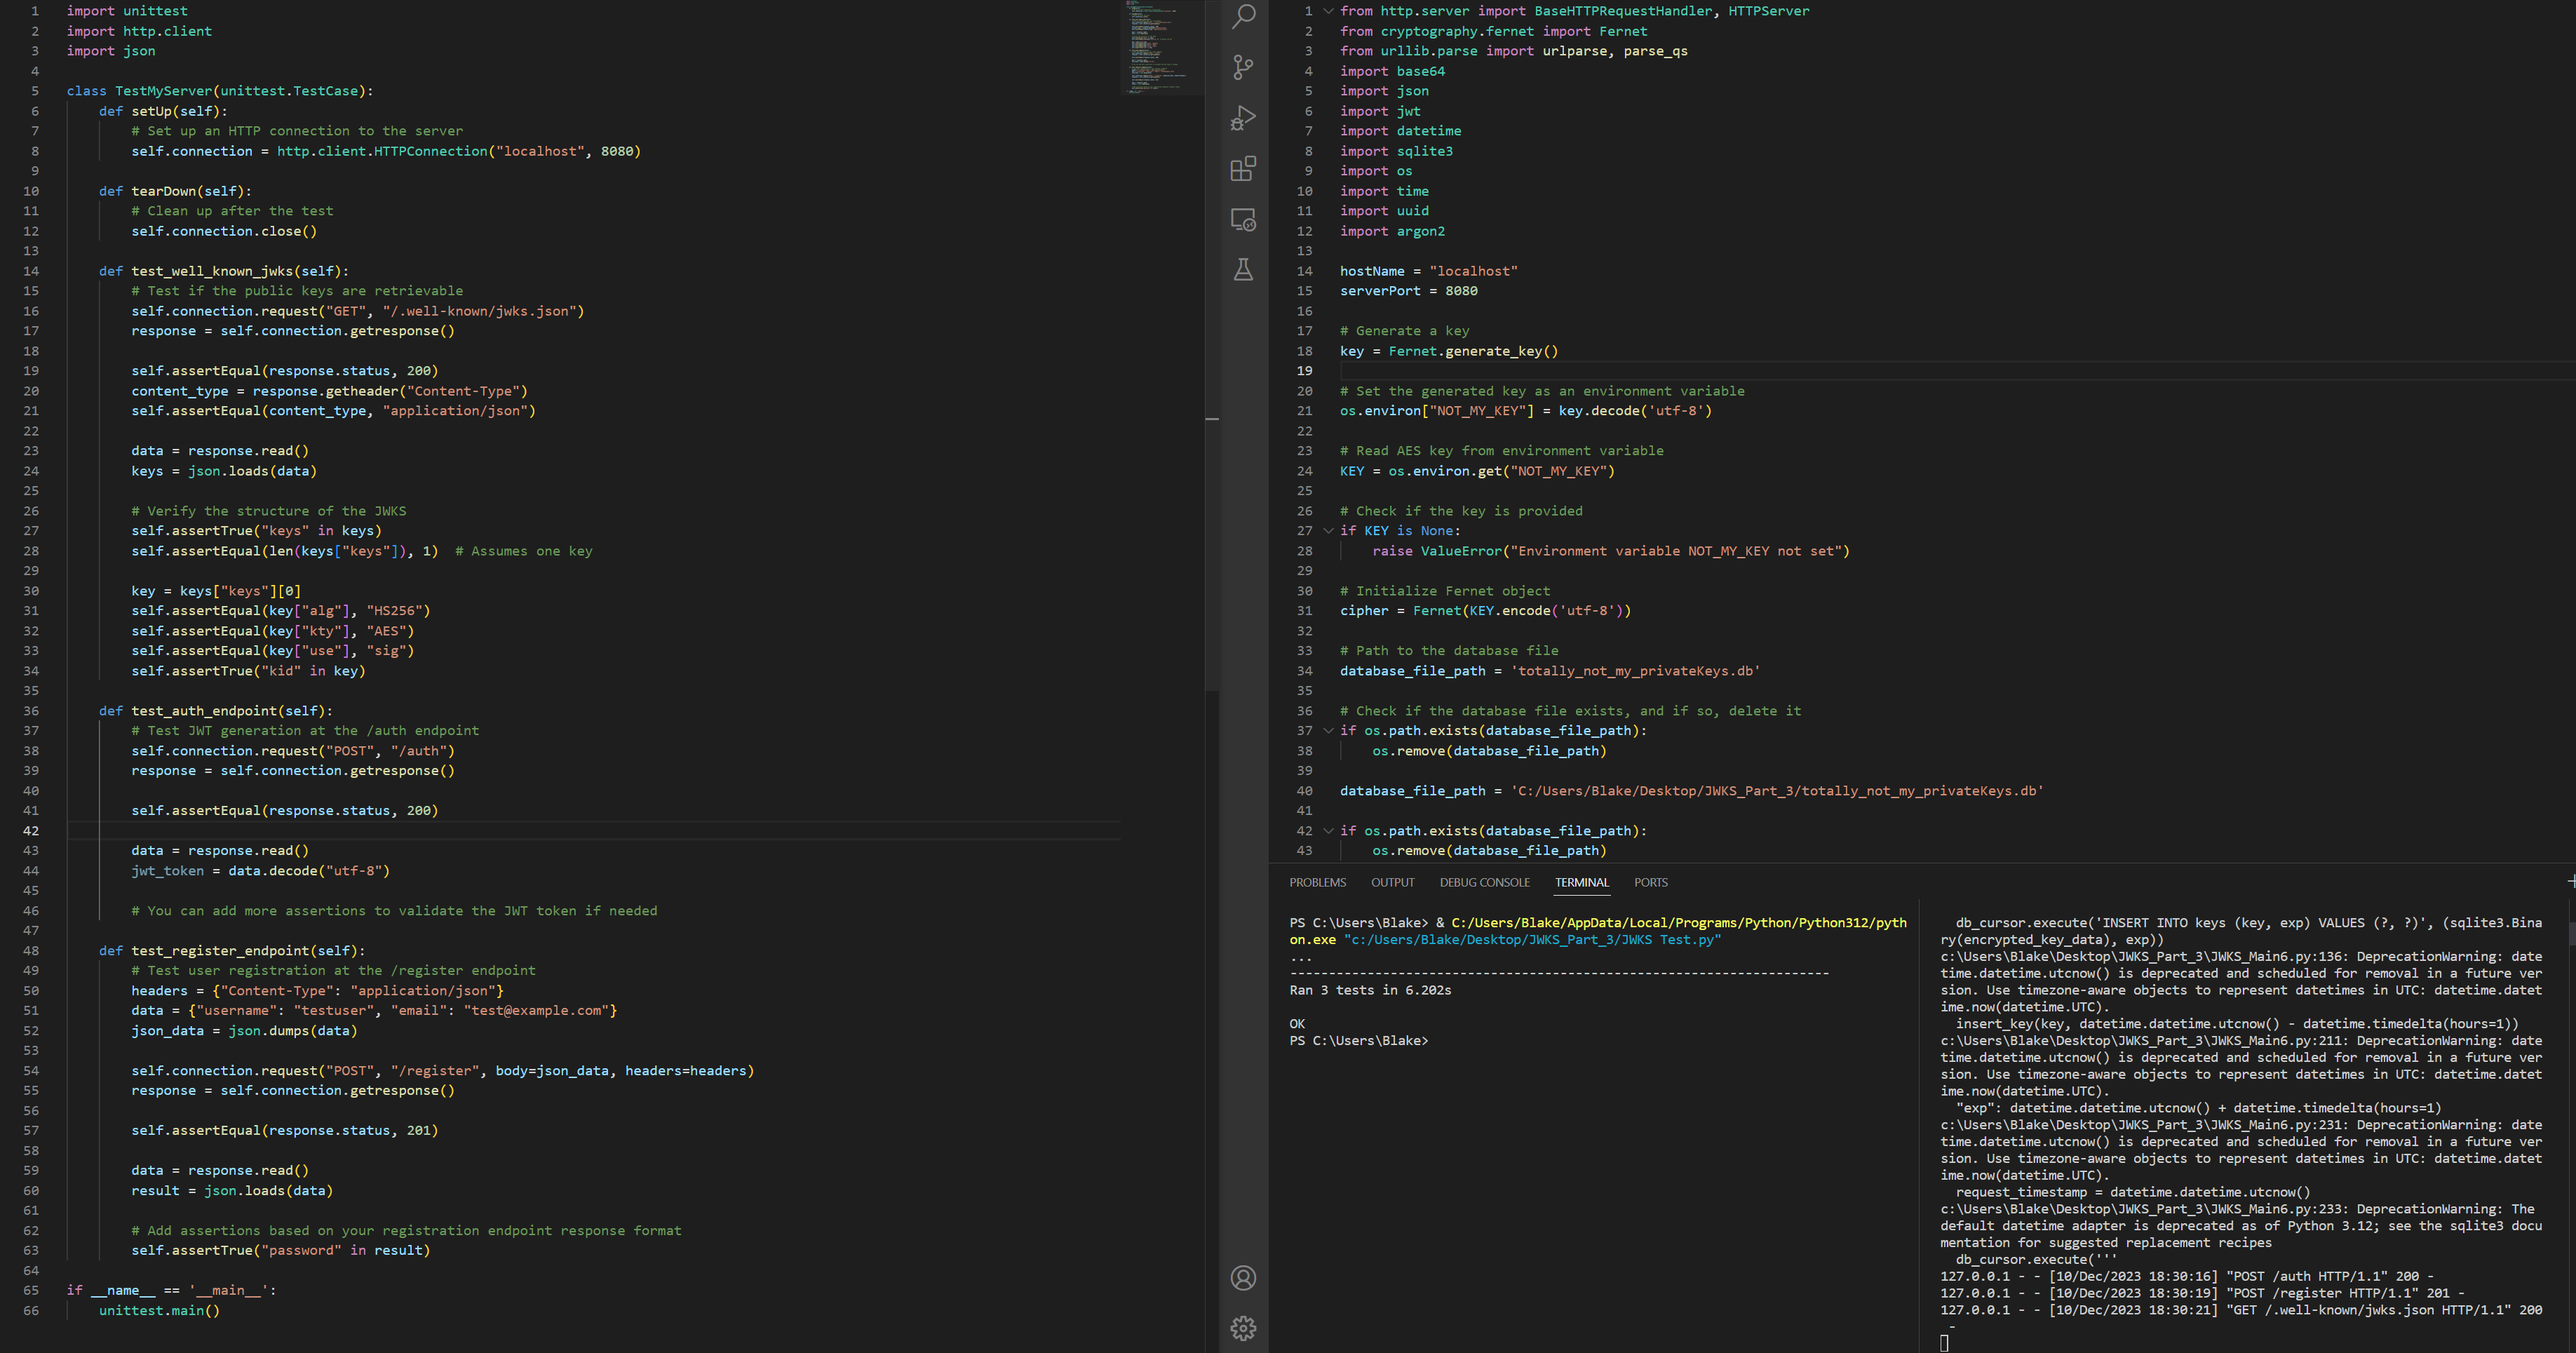 1 import unittest
2 import http.client
3 import json
4
5 class TestMyServer(unittest.TestCase):
6     def setUp(self):
7         # Set up an HTTP connection to the server
8         self.connection = http.client.HTTPConnection("localhost", 8080)
9
10     def tearDown(self):
11         # Clean up after the test
12         self.connection.close()
13
14     def test_well_known_jwks(self):
15         # Test if the public keys are retrievable
16         self.connection.request("GET", "/.well-known/jwks.json")
17         response = self.connection.getresponse()
18
19         self.assertEqual(response.status, 200)
20         content_type = response.getheader("Content-Type")
21         self.assertEqual(content_type, "application/json")
22
23         data = response.read()
24         keys = json.loads(data)
25
26         # Verify the structure of the JWKS
27         self.assertTrue("keys" in keys)
28         self.assertEqual(len(keys["keys"]), 1)  # Assumes one key
29
30         key = keys["keys"][0]
31         self.assertEqual(key["alg"], "HS256")
32         self.assertEqual(key["kty"], "AES")
33         self.assertEqual(key["use"], "sig")
34         self.assertTrue("kid" in key)
35
36     def test_auth_endpoint(self):
37         # Test JWT generation at the /auth endpoint
38         self.connection.request("POST", "/auth")
39         response = self.connection.getresponse()
40
41         self.assertEqual(response.status, 200)
42
43         data = response.read()
44         jwt_token = data.decode("utf-8")
45
46         # You can add more assertions to validate the JWT token if needed
47
48     def test_register_endpoint(self):
49         # Test user registration at the /register endpoint
50         headers = {"Content-Type": "application/json"}
51         data = {"username": "testuser", "email": "test@example.com"}
52         json_data = json.dumps(data)
53
54         self.connection.request("POST", "/register", body=json_data, headers=headers)
55         response = self.connection.getresponse()
56
57         self.assertEqual(response.status, 201)
58
59         data = response.read()
60         result = json.loads(data)
61
62         # Add assertions based on your registration endpoint response format
63         self.assertTrue("password" in result)
64
65 if __name__ == '__main__':
66     unittest.main()
1 from http.server import BaseHTTPRequestHandler, HTTPServer
2 from cryptography.fernet import Fernet
3 from urllib.parse import urlparse, parse_qs
4 import base64
5 import json
6 import jwt
7 import datetime
8 import sqlite3
9 import os
10 import time
11 import uuid
12 import argon2
13
14 hostName = "localhost"
15 serverPort = 8080
16
17 # Generate a key
18 key = Fernet.generate_key()
19
20 # Set the generated key as an environment variable
21 os.environ["NOT_MY_KEY"] = key.decode('utf-8')
22
23 # Read AES key from environment variable
24 KEY = os.environ.get("NOT_MY_KEY")
25
26 # Check if the key is provided
27 if KEY is None:
28     raise ValueError("Environment variable NOT_MY_KEY not set")
29
30 # Initialize Fernet object
31 cipher = Fernet(KEY.encode('utf-8'))
32
33 # Path to the database file
34 database_file_path = 'totally_not_my_privateKeys.db'
35
36 # Check if the database file exists, and if so, delete it
37 if os.path.exists(database_file_path):
38     os.remove(database_file_path)
39
40 database_file_path = 'C:/Users/Blake/Desktop/JWKS_Part_3/totally_not_my_privateKeys.db'
41
42 if os.path.exists(database_file_path):
43     os.remove(database_file_path)
PROBLEMS OUTPUT DEBUG CONSOLE TERMINAL PORTS
PS C:\Users\Blake> & C:/Users/Blake/AppData/Local/Programs/Python/Python312/pyth
on.exe "c:/Users/Blake/Desktop/JWKS_Part_3/JWKS Test.py"
...
----------------------------------------------------------------------
Ran 3 tests in 6.202s

OK
PS C:\Users\Blake>
  db_cursor.execute('INSERT INTO keys (key, exp) VALUES (?, ?)', (sqlite3.Bina
ry(encrypted_key_data), exp))
c:\Users\Blake\Desktop\JWKS_Part_3\JWKS_Main6.py:136: DeprecationWarning: date
time.datetime.utcnow() is deprecated and scheduled for removal in a future ver
sion. Use timezone-aware objects to represent datetimes in UTC: datetime.datet
ime.now(datetime.UTC).
  insert_key(key, datetime.datetime.utcnow() - datetime.timedelta(hours=1))
c:\Users\Blake\Desktop\JWKS_Part_3\JWKS_Main6.py:211: DeprecationWarning: date
time.datetime.utcnow() is deprecated and scheduled for removal in a future ver
sion. Use timezone-aware objects to represent datetimes in UTC: datetime.datet
ime.now(datetime.UTC).
  "exp": datetime.datetime.utcnow() + datetime.timedelta(hours=1)
c:\Users\Blake\Desktop\JWKS_Part_3\JWKS_Main6.py:231: DeprecationWarning: date
time.datetime.utcnow() is deprecated and scheduled for removal in a future ver
sion. Use timezone-aware objects to represent datetimes in UTC: datetime.datet
ime.now(datetime.UTC).
  request_timestamp = datetime.datetime.utcnow()
c:\Users\Blake\Desktop\JWKS_Part_3\JWKS_Main6.py:233: DeprecationWarning: The
default datetime adapter is deprecated as of Python 3.12; see the sqlite3 docu
mentation for suggested replacement recipes
  db_cursor.execute('''
127.0.0.1 - - [10/Dec/2023 18:30:16] "POST /auth HTTP/1.1" 200 -
127.0.0.1 - - [10/Dec/2023 18:30:19] "POST /register HTTP/1.1" 201 -
127.0.0.1 - - [10/Dec/2023 18:30:21] "GET /.well-known/jwks.json HTTP/1.1" 200
 -